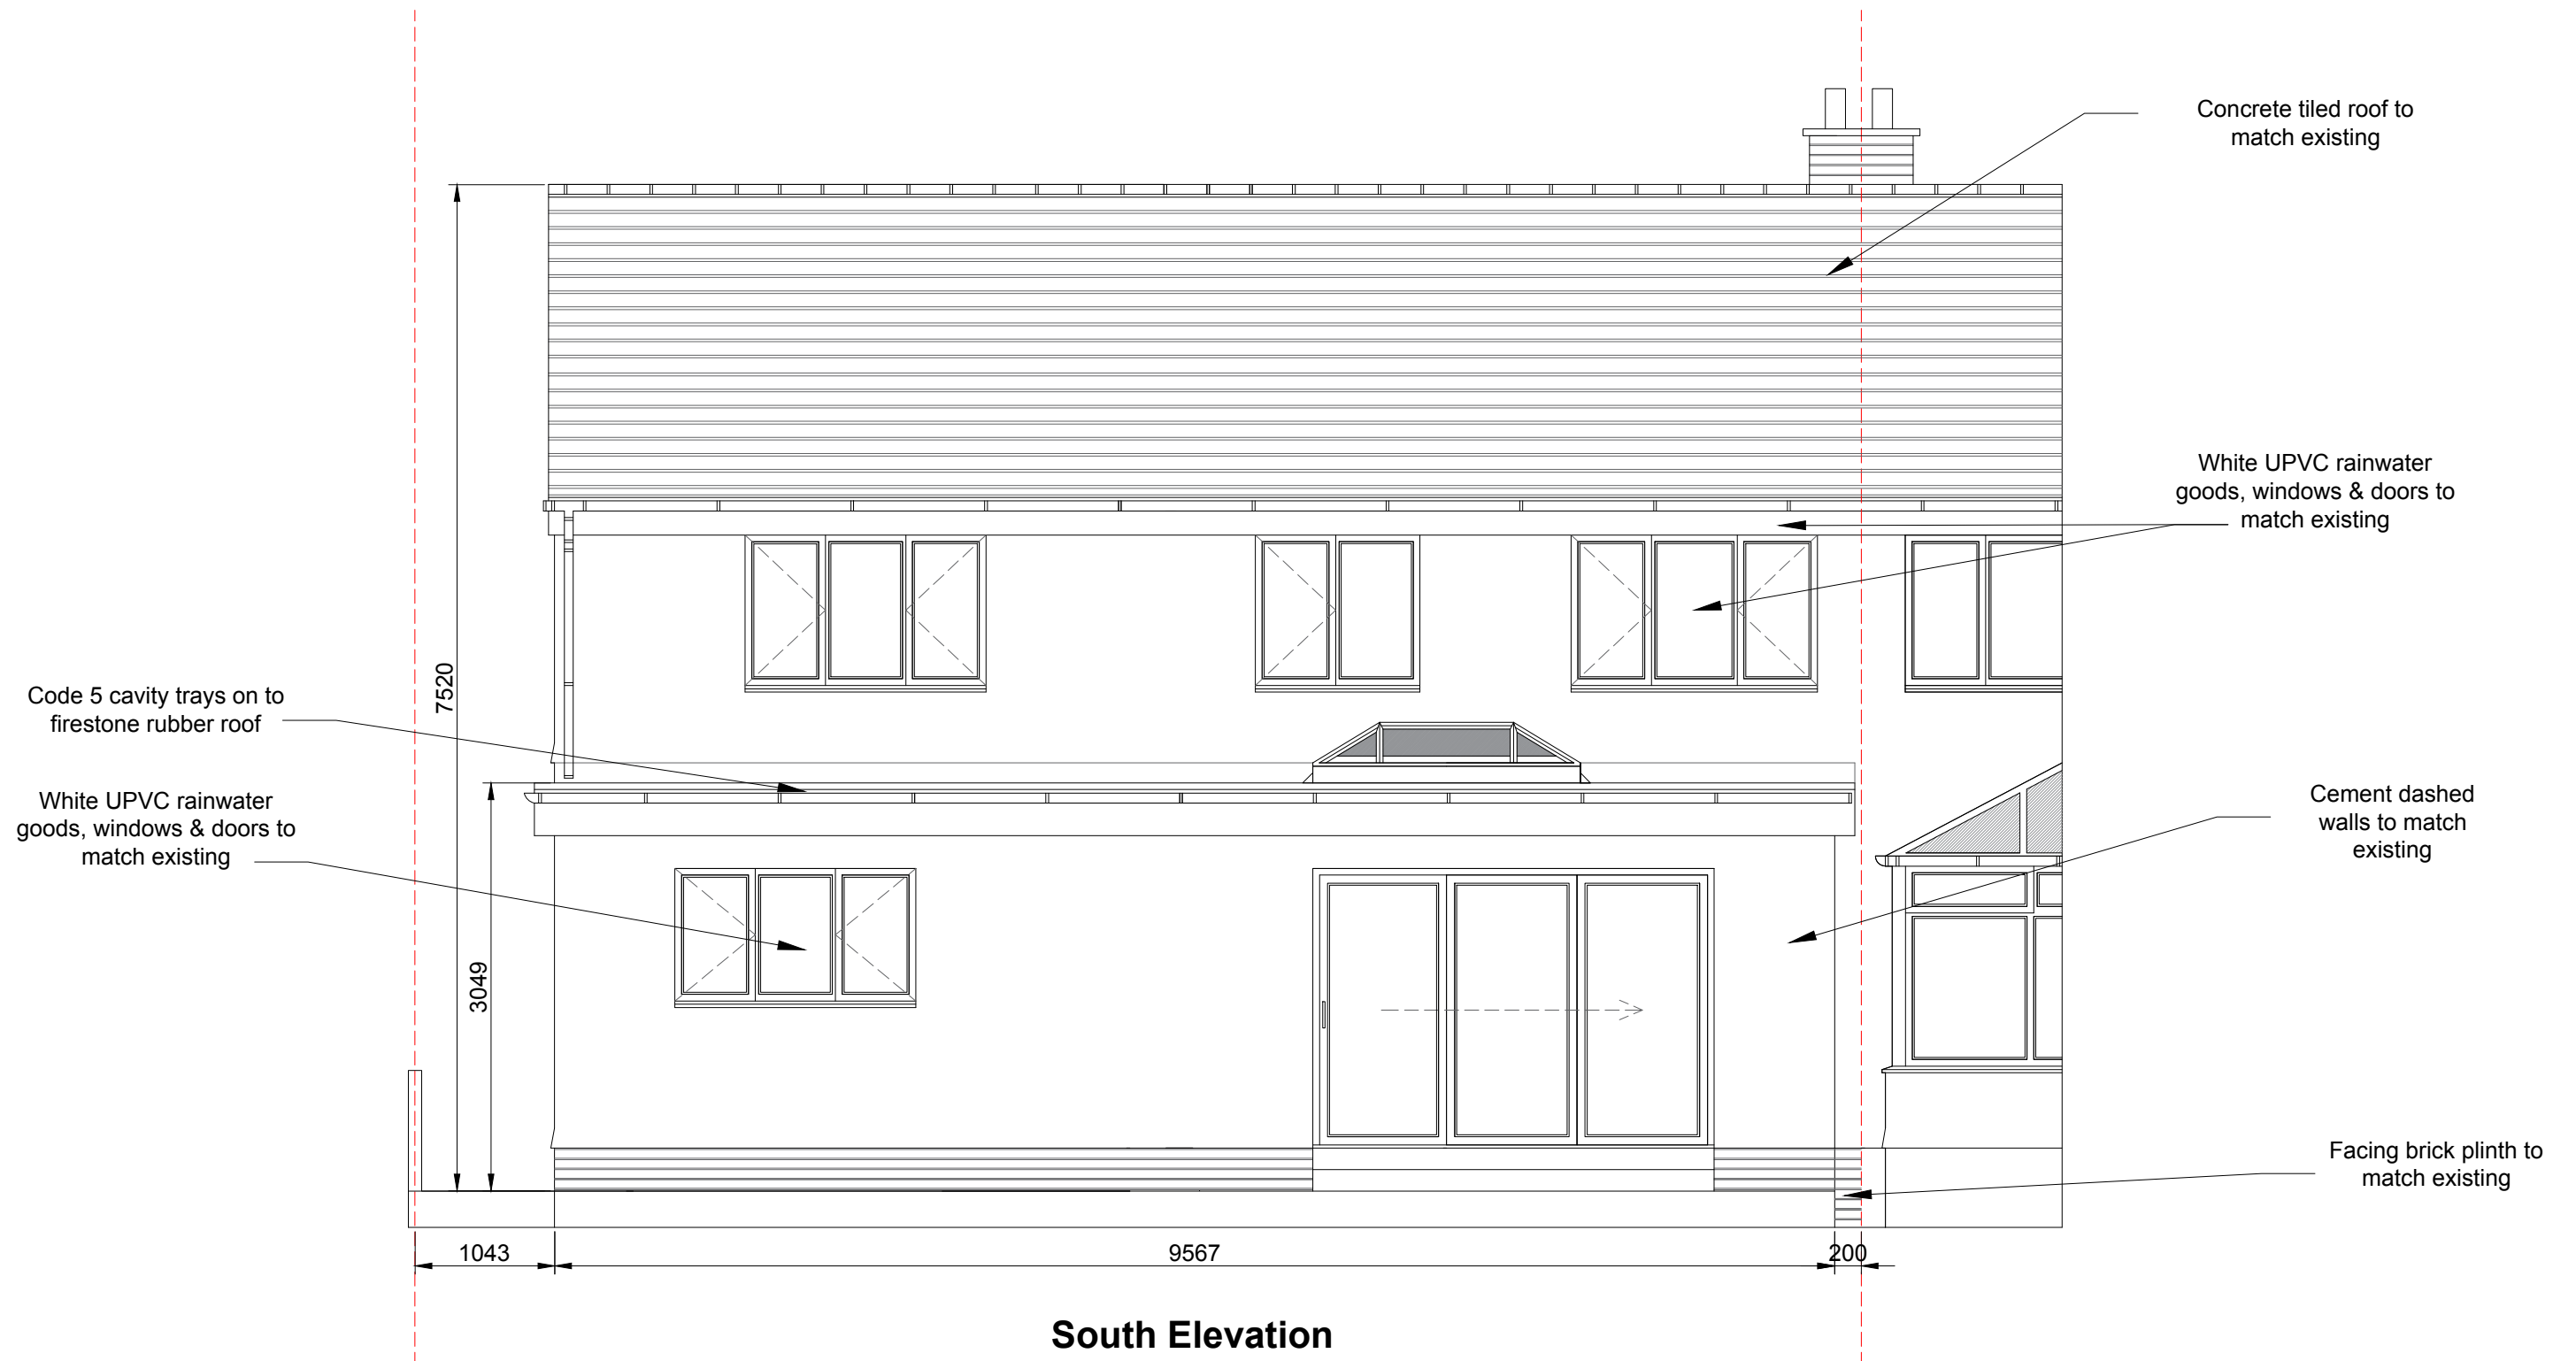 Concrete tiled roof to
match existing
White UPVC rainwater
goods, windows & doors to
match existing
7520
Code 5 cavity trays on to
firestone rubber roof
White UPVC rainwater
goods, windows & doors to
match existing
Cement dashed
walls to match
existing
3049
Facing brick plinth to
match existing
1043
9567
200
South Elevation